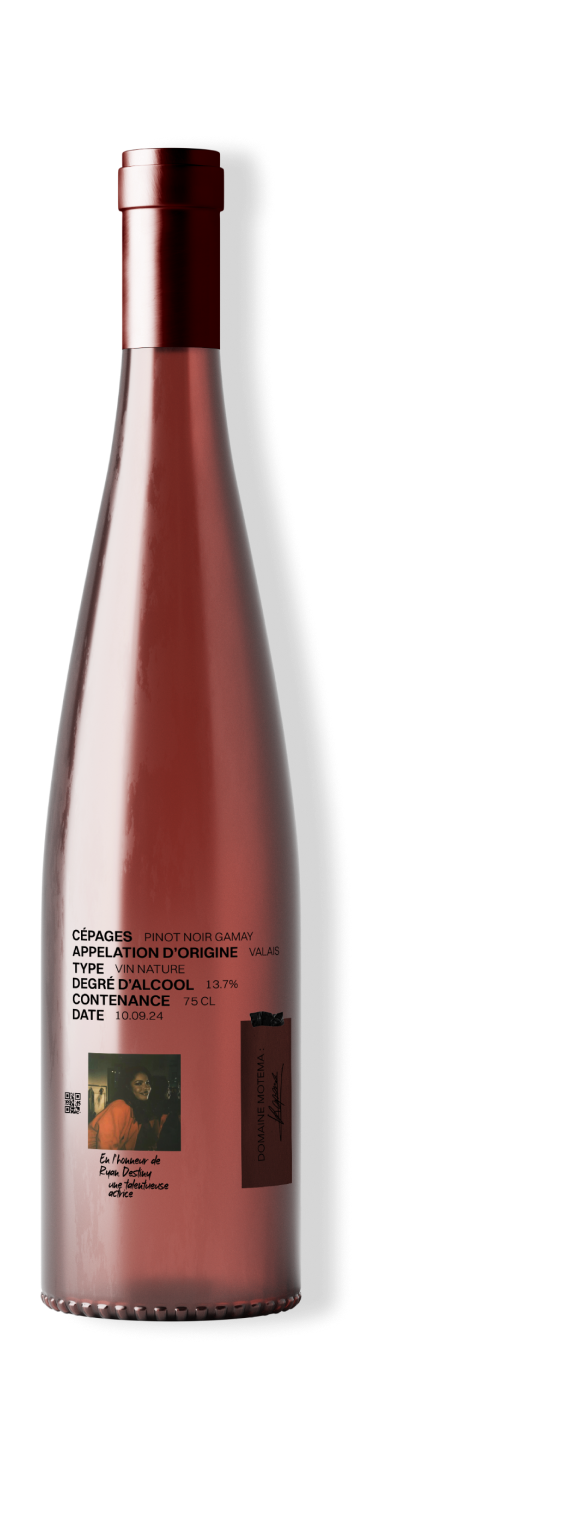 CÉPAGES PINOT NOIR GAMAY
APPELATION D'ORIGINE VALAIS
TYPE VIN NATURE
DEGRÉ D'ALCOOL 13.7%
CONTENANCE 75 CL
DATE 10.09.24
En l'honneur de
Ryan Destiny
une talentueuse
actrice
DOMAINE MOTEMA :